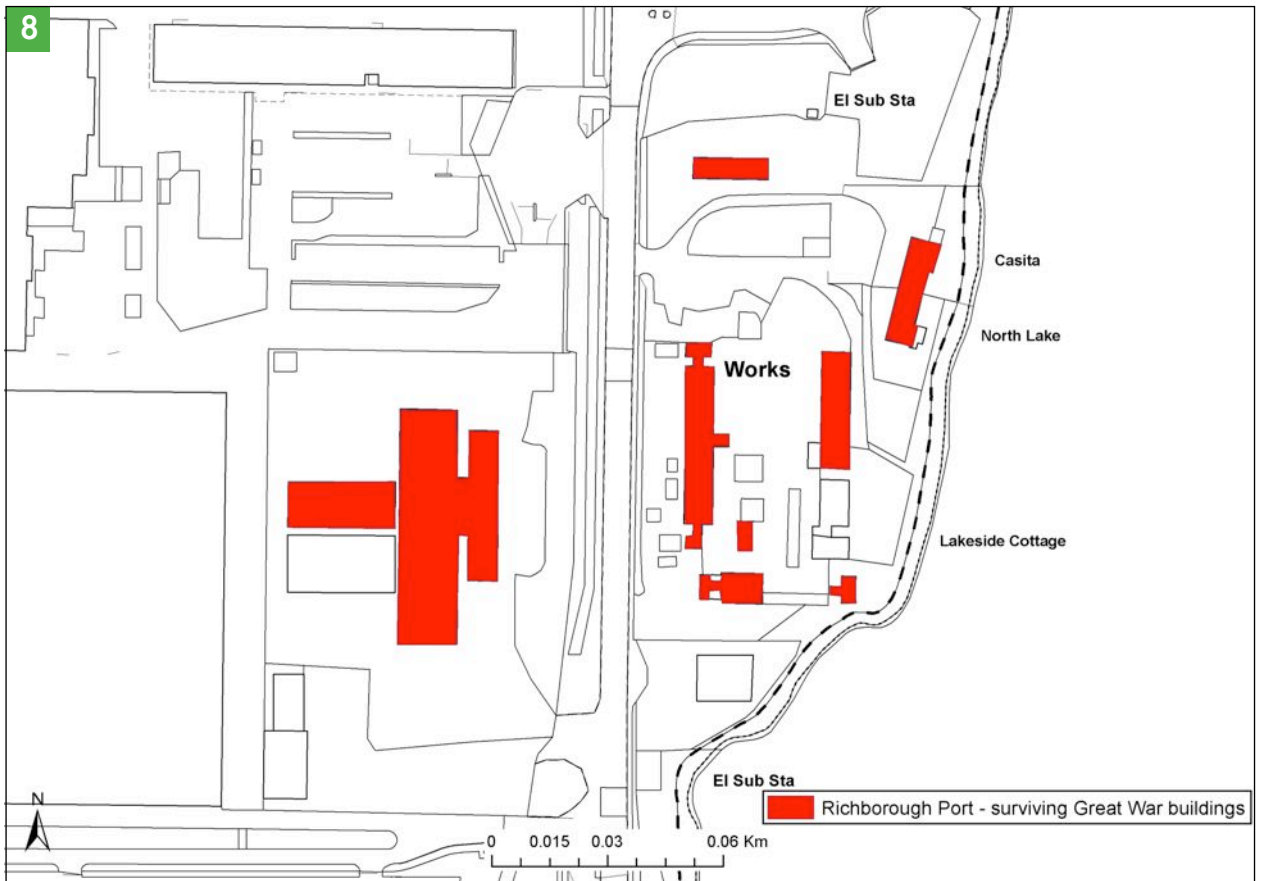 8
El Sub Sta
Casita
North Lake
Works
Lakeside Cottage
El Sub Sta
Richborough Port - surviving Great War buildings
N
0 0.015 0.03 0.06 Km